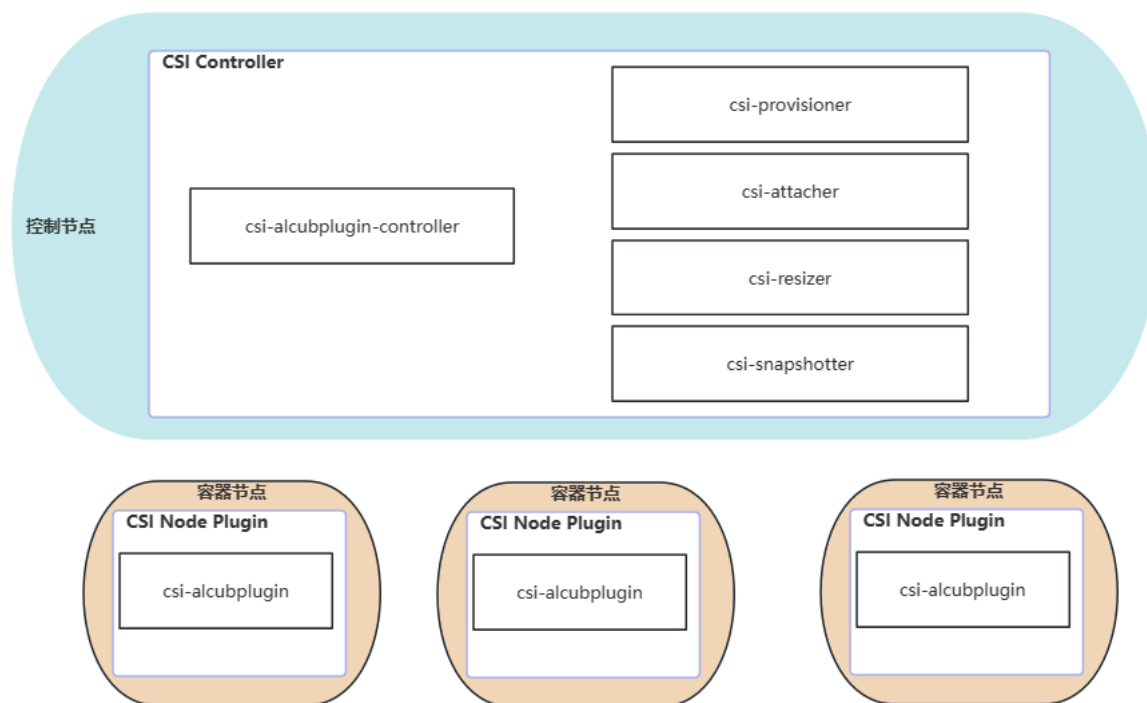 CSI Controller
csi-provisioner
csi-attacher
控制节点
csi-alcubplugin-controller
csi-resizer
csi-snapshotter
容器节点
CSI Node Plugin
csi-alcubplugin
容器节点
CSI Node Plugin
csi-alcubplugin
容器节点
CSI Node Plugin
csi-alcubplugin